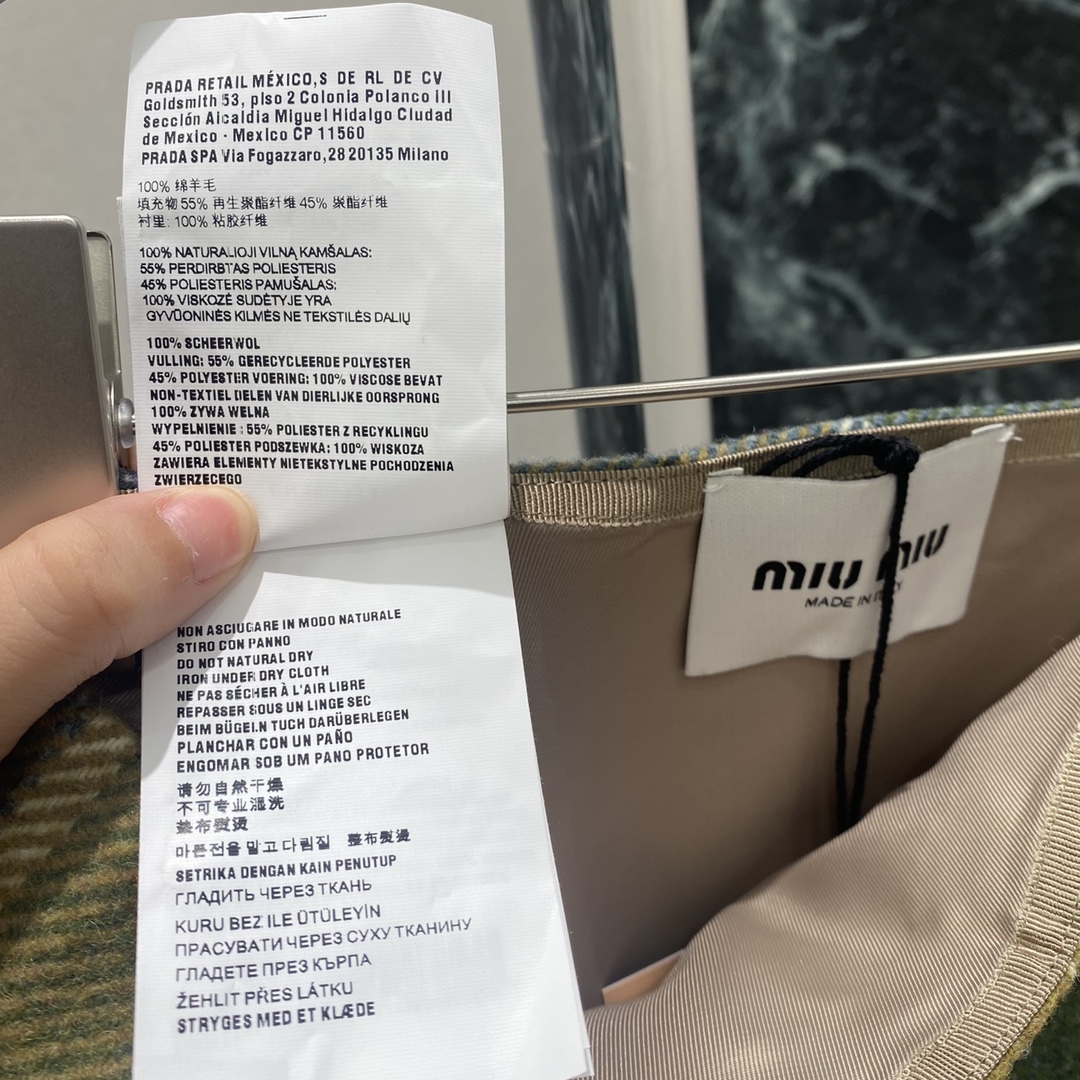 PRADA RETAIL MÉXICO,S DE RL DE CV
Goldsmith 53, piso 2 Colonia Polanco III
Sección Alcaldia Miguel Hidalgo Ciudad
de Mexico - Mexico CP 11560
PRADA SPA Via Fogazzaro,28 20135 Milano
100% 绵羊毛
填充物 55% 再生聚酯纤维 45% 聚酯纤维
衬里: 100% 粘胶纤维
100% NATURALIOJI VILNĄ KAMŠALAS:
55% PERDIRBTAS POLIESTERIS
45% POLIESTERIS PAMUŠALAS:
100% VISKOZĖ SUDĖTYJE YRA
GYVŪONINĖS KILMĖS NE TEKSTILĖS DALIŲ
100% SCHEERWOL
VULLING: 55% GERECYCLEERDE POLYESTER
45% POLYESTER VOERING: 100% VISCOSE BEVAT
NON-TEXTIEL DELEN VAN DIERLIJKE OORSPRONG
100% ZYWA WELNA
WYPELNIENIE : 55% POLIESTER Z RECYKLINGU
45% POLIESTER PODSZEWKA: 100% WISKOZA
ZAWIERA ELEMENTY NIETEKSTYLNE POCHODZENIA
ZWIERZECEGO
NON ASCIUGARE IN MODO NATURALE
STIRO CON PANNO
DO NOT NATURAL DRY
IRON UNDER DRY CLOTH
NE PAS SÉCHER À L'AIR LIBRE
REPASSER SOUS UN LINGE SEC
BEIM BÜGELN TUCH DARÜBERLEGEN
PLANCHAR CON UN PAÑO
ENGOMAR SOB UM PANO PROTETOR
请勿自然干燥
不可专业湿洗
垫布熨烫
마른전을 말고 다림질 整布熨烫
SETRIKA DENGAN KAIN PENUTUP
ГЛАДИТЬ ЧЕРЕЗ ТКАНЬ
KURU BEZ ILE ÜTÜLEYİN
ПРАСУВАТИ ЧЕРЕЗ СУХУ ТКАНИНУ
ГЛАДЕТЕ ПРЕЗ КЪРПА
ŽEHLIT PŘES LÁTKU
STRYGES MED ET KLÆDE
miu miu
MADE IN ITALY